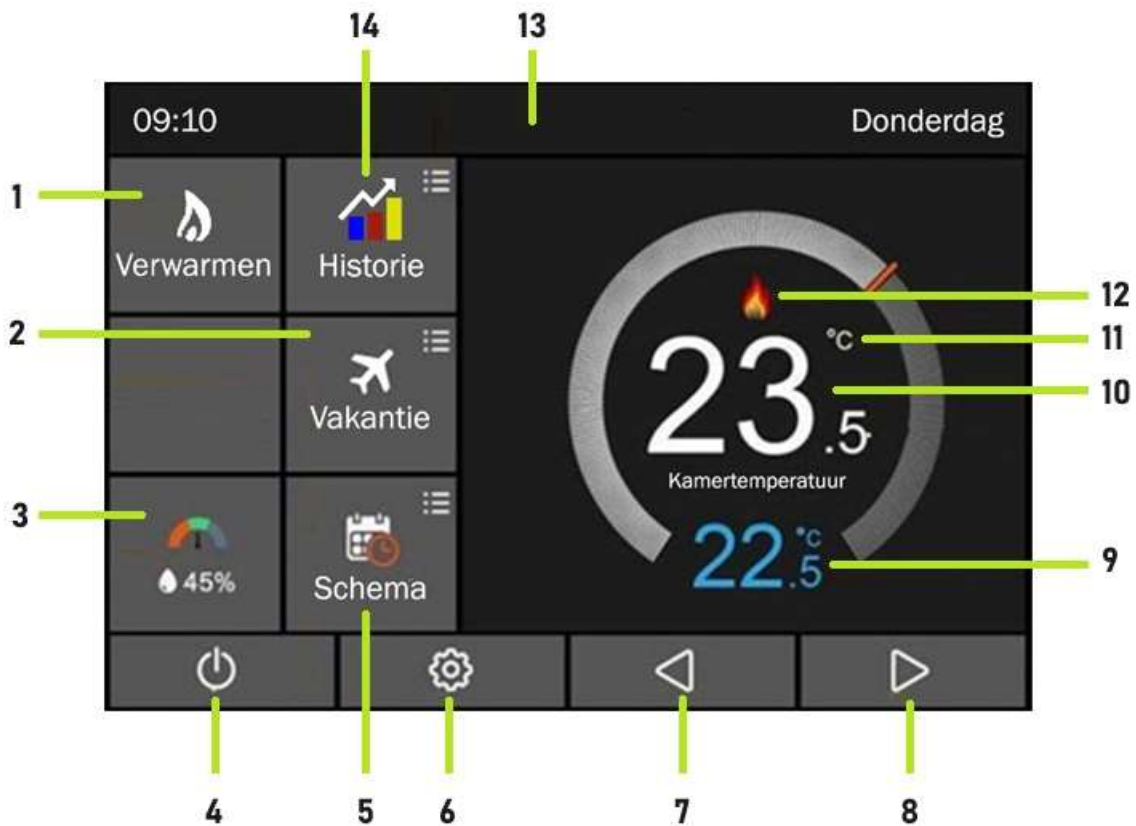 14 13
09:10 Donderdag
1
Verwarmen Historie
12
2 °C 11
23.5 10
Vakantie
Kamertemperatuur
3
22.5 °C 9
45%
Schema
4 5 6 7 8